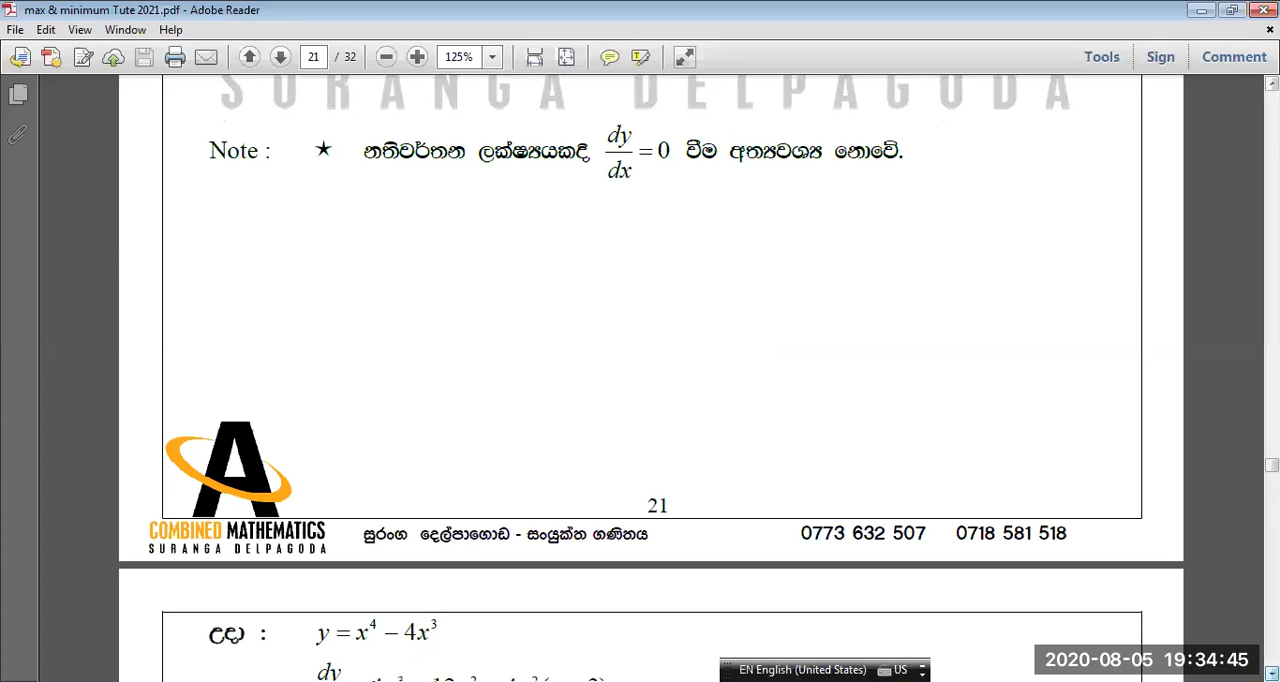 max & minimum Tute 2021.pdf - Adobe Reader
File Edit View Window Help
21 / 32 125% Tools Sign Comment
SURANGA DELPAGODA
Note : ★ නතිවර්තන ලක්ෂ්‍යයකදී dy/dx = 0 වීම අත්‍යවශ්‍ය නොවේ.
21
COMBINED MATHEMATICS
SURANGA DELPAGODA
සුරංග දෙල්පාගොඩ - සංයුක්ත ගණිතය 0773 632 507 0718 581 518
උදා : y = x⁴ − 4x³
dy
EN English (United States) US
2020-08-05 19:34:45